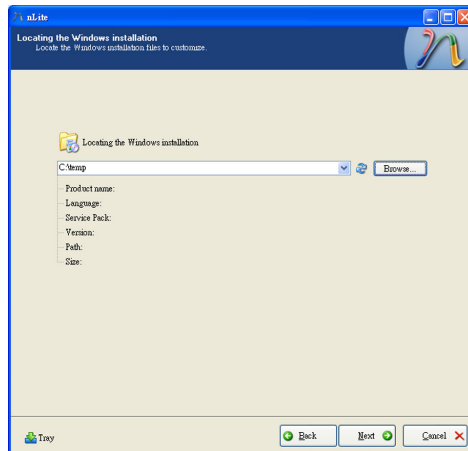 nLite
Locating the Windows installation
Locate the Windows installation files to customize.
Locating the Windows installation
C:\temp
Browse...
Product name:
Language:
Service Pack:
Version:
Path:
Size:
Tray
Back
Next
Cancel